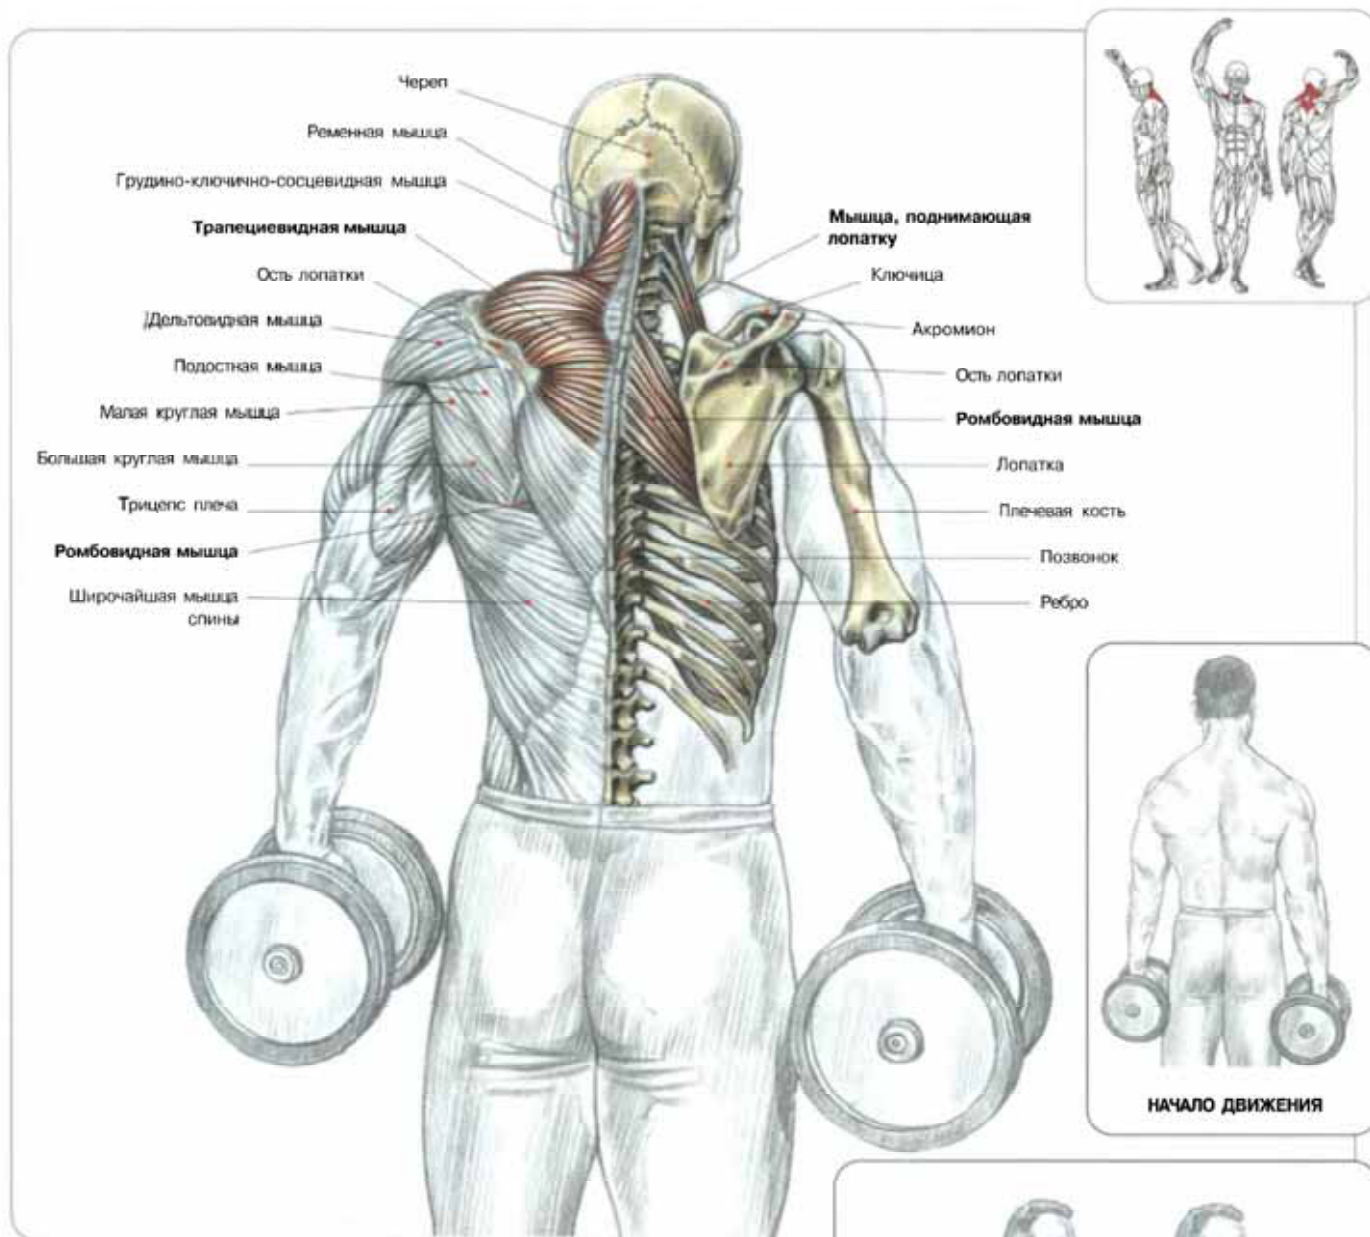 Череп
Ременная мышца
Грудино-ключично-сосцевидная мышца
Трапециевидная мышца
Ость лопатки
Дельтовидная мышца
Подостная мышца
Малая круглая мышца
Большая круглая мышца
Трицепс плеча
Ромбовидная мышца
Широчайшая мышца
спины
Мышца, поднимающая
лопатку
Ключица
Акромион
Ость лопатки
Ромбовидная мышца
Лопатка
Плечевая кость
Позвонок
Ребро
НАЧАЛО ДВИЖЕНИЯ